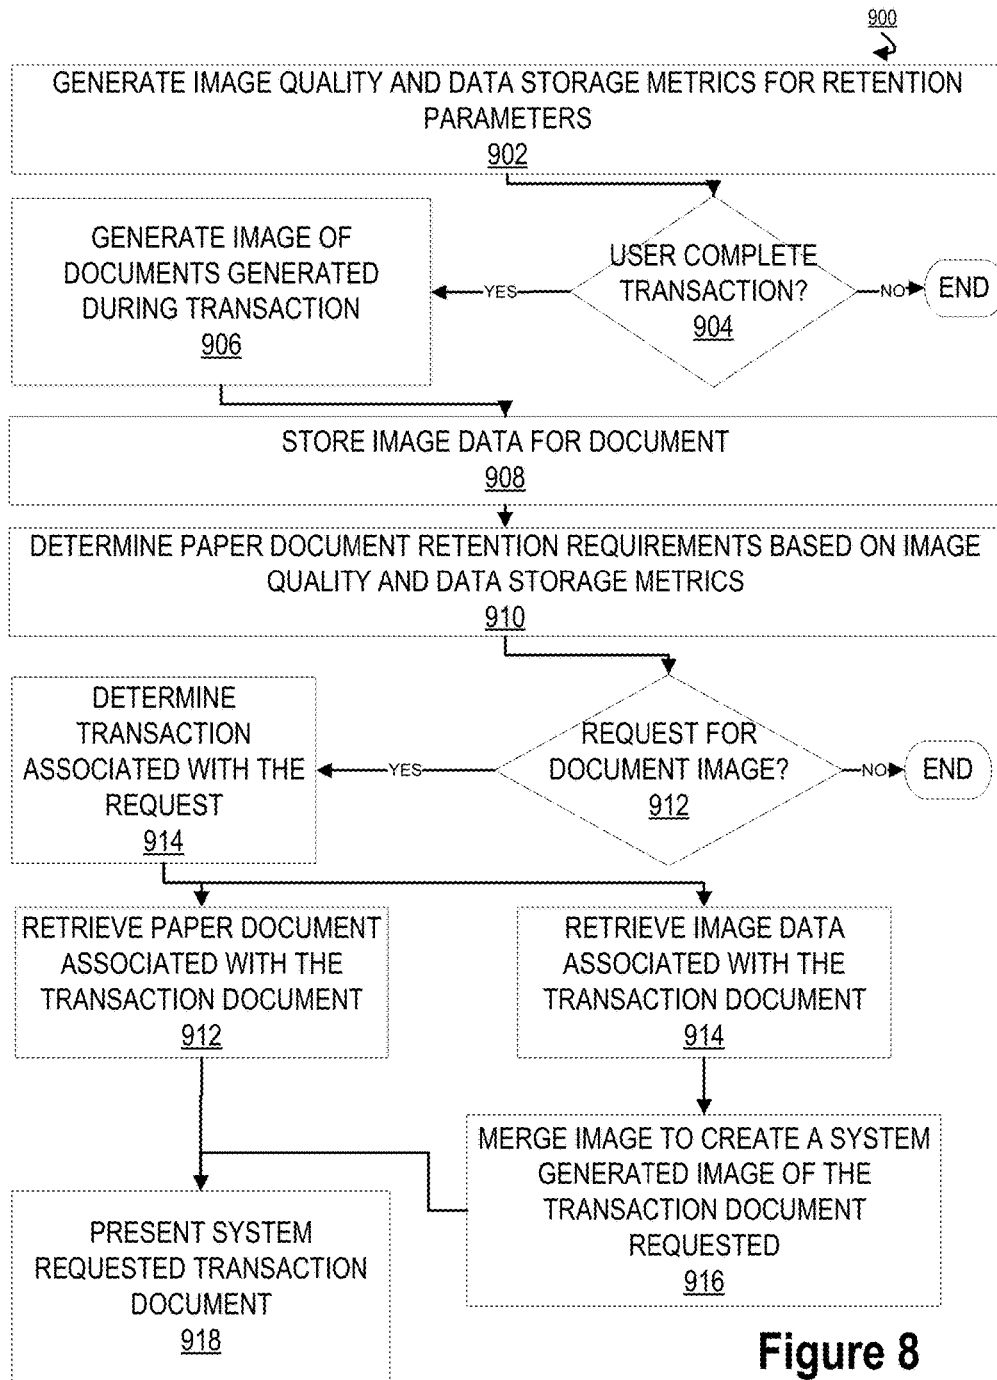 900
GENERATE IMAGE QUALITY AND DATA STORAGE METRICS FOR RETENTION
PARAMETERS
902
GENERATE IMAGE OF
DOCUMENTS GENERATED
DURING TRANSACTION
906
YES
USER COMPLETE
TRANSACTION?
904
NO
END
STORE IMAGE DATA FOR DOCUMENT
908
DETERMINE PAPER DOCUMENT RETENTION REQUIREMENTS BASED ON IMAGE
QUALITY AND DATA STORAGE METRICS
910
DETERMINE
TRANSACTION
ASSOCIATED WITH THE
REQUEST
914
YES
REQUEST FOR
DOCUMENT IMAGE?
912
NO
END
RETRIEVE PAPER DOCUMENT
ASSOCIATED WITH THE
TRANSACTION DOCUMENT
912
RETRIEVE IMAGE DATA
ASSOCIATED WITH THE
TRANSACTION DOCUMENT
914
MERGE IMAGE TO CREATE A SYSTEM
GENERATED IMAGE OF THE
TRANSACTION DOCUMENT
REQUESTED
916
PRESENT SYSTEM
REQUESTED TRANSACTION
DOCUMENT
918
Figure 8